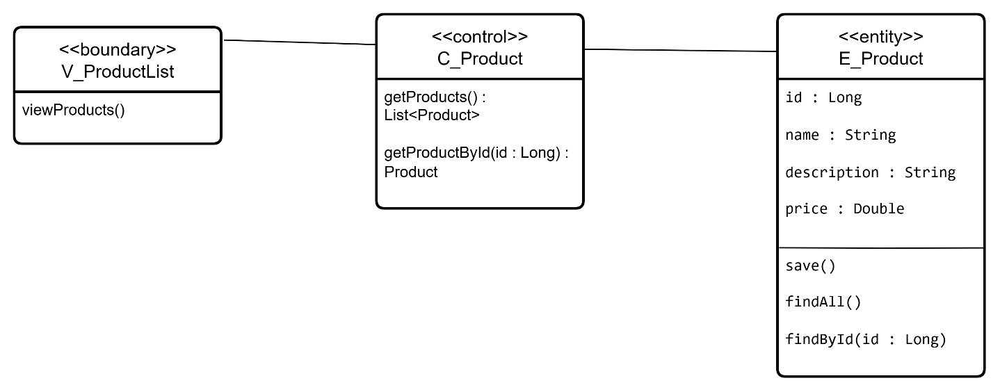 <<boundary>>
V_ProductList
viewProducts()
<<control>>
C_Product
getProducts() :
List<Product>
getProductById(id : Long) :
Product
<<entity>>
E_Product
id : Long
name : String
description : String
price : Double
save()
findAll()
findById(id : Long)